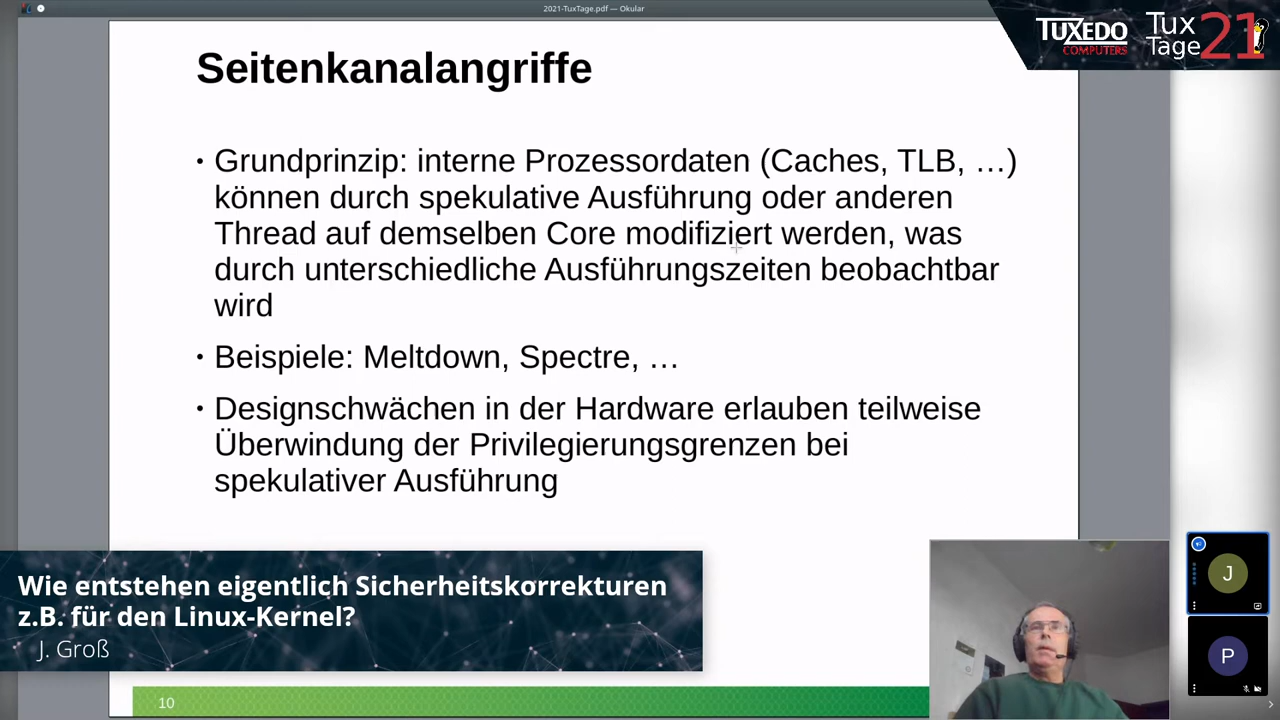 2021-TuxTage.pdf — Okular
TUXEDO
COMPUTERS
Tux
Tage
21
Seitenkanalangriffe
• Grundprinzip: interne Prozessordaten (Caches, TLB, …)
können durch spekulative Ausführung oder anderen
Thread auf demselben Core modifiziert werden, was
durch unterschiedliche Ausführungszeiten beobachtbar
wird
• Beispiele: Meltdown, Spectre, …
• Designschwächen in der Hardware erlauben teilweise
Überwindung der Privilegierungsgrenzen bei
spekulativer Ausführung
Wie entstehen eigentlich Sicherheitskorrekturen
z.B. für den Linux-Kernel?
J. Groß
J
P
10